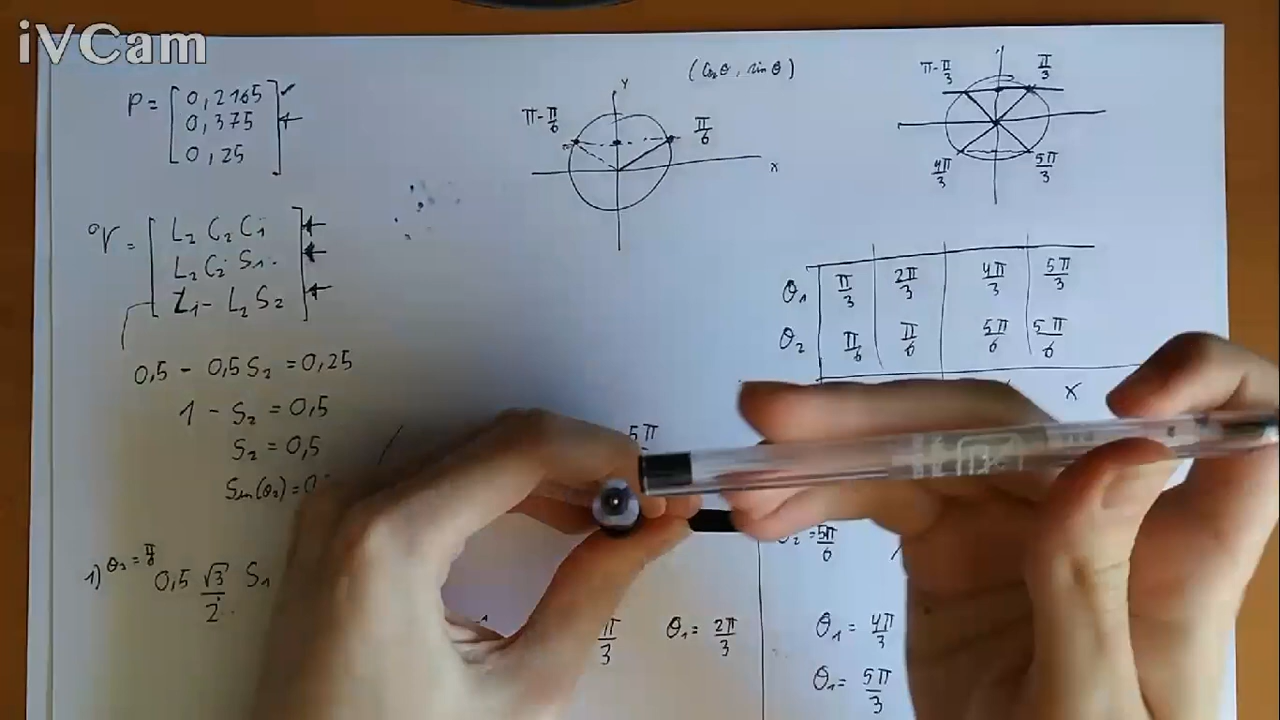 iVCam
P = [ 0,2165
0,375
0,25 ]
°r = [ L₂ C₂ C₁
L₂ C₂ S₁
L₁ - L₂ S₂ ]
0,5 - 0,5 S₂ = 0,25
1 - S₂ = 0,5
S₂ = 0,5
Sin(θ₂) = 0
1) θ₂ = π/6
0,5 √3/2 S₁
(Cos θ, sin θ)
y
π - π/6
π/6
x
π - π/3
π/3
4π/3
5π/3
θ₁ π/3 2π/3 4π/3 5π/3
θ₂ π/6 π/6 5π/6 5π/6
x
5π
θ₂ = 5π/6
π/3
θ₁ = 2π/3
θ₁ = 4π/3
θ₁ = 5π/3